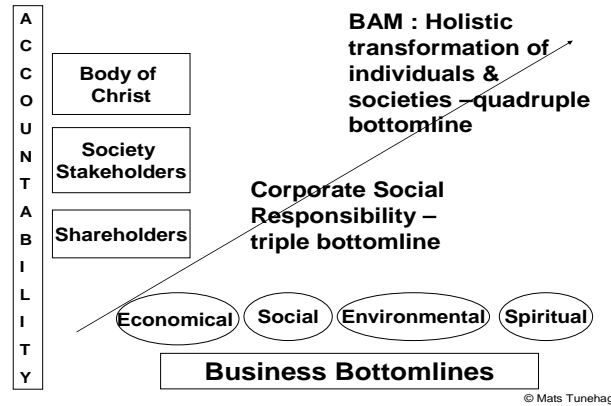 ACCOUNTABILITY
Body of
Christ
Society
Stakeholders
Shareholders
BAM : Holistic
transformation of
individuals &
societies –quadruple
bottomline
Corporate Social
Responsibility –
triple bottomline
Economical
Social
Environmental
Spiritual
Business Bottomlines
© Mats Tunehag